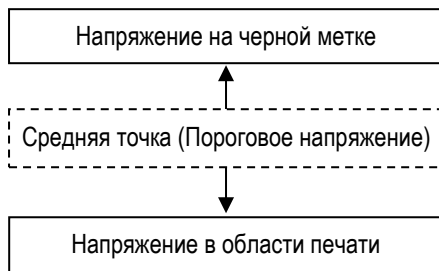 Напряжение на черной метке
Средняя точка (Пороговое напряжение)
Напряжение в области печати